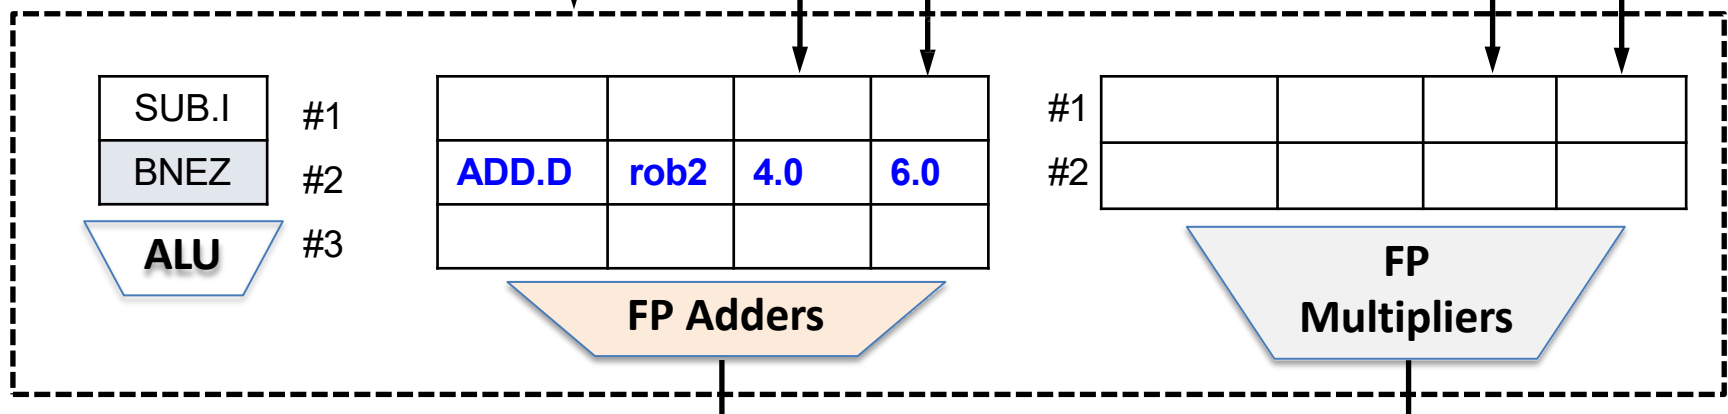 SUB.I #1 #1
BNEZ #2 ADD.D rob2 4.0 6.0 #2
ALU #3
FP Adders
FP
Multipliers